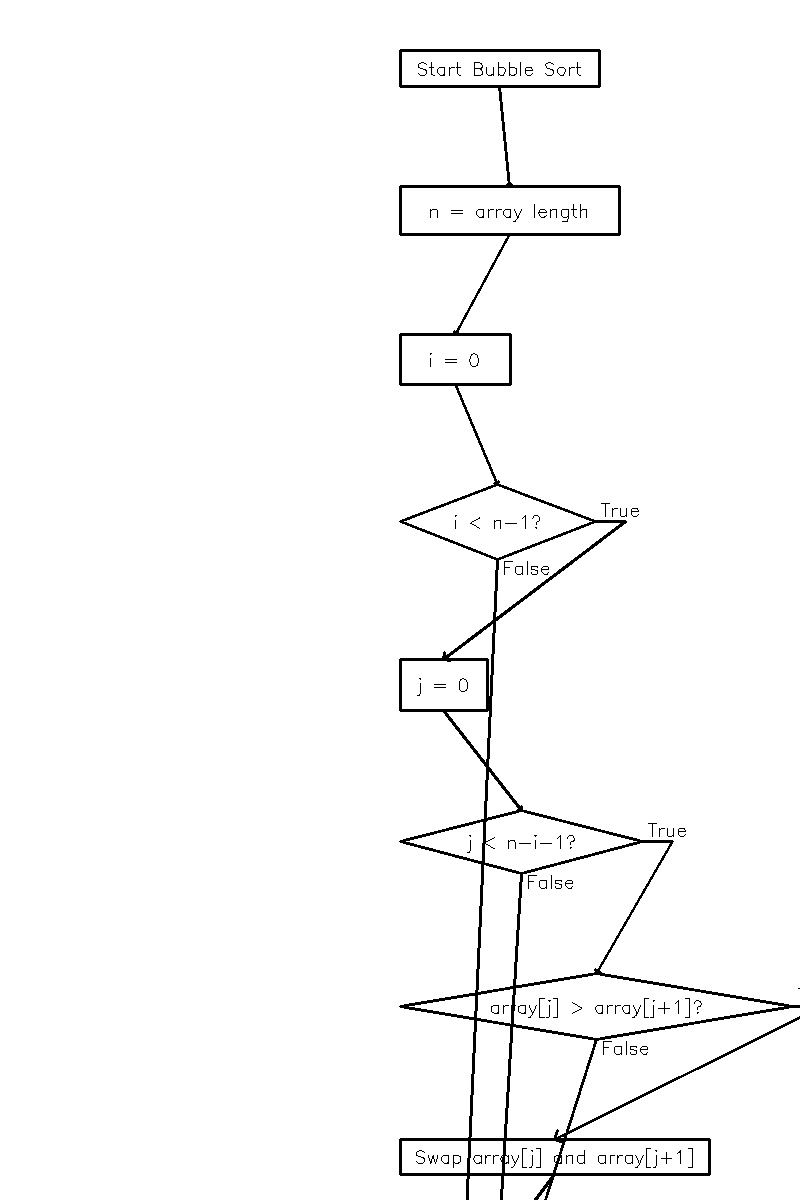 Start Bubble Sort
n = array length
i = 0
i < n-1?
True
False
j = 0
j < n-i-1?
True
False
array[j] > array[j+1]?
False
Swap array[j] and array[j+1]